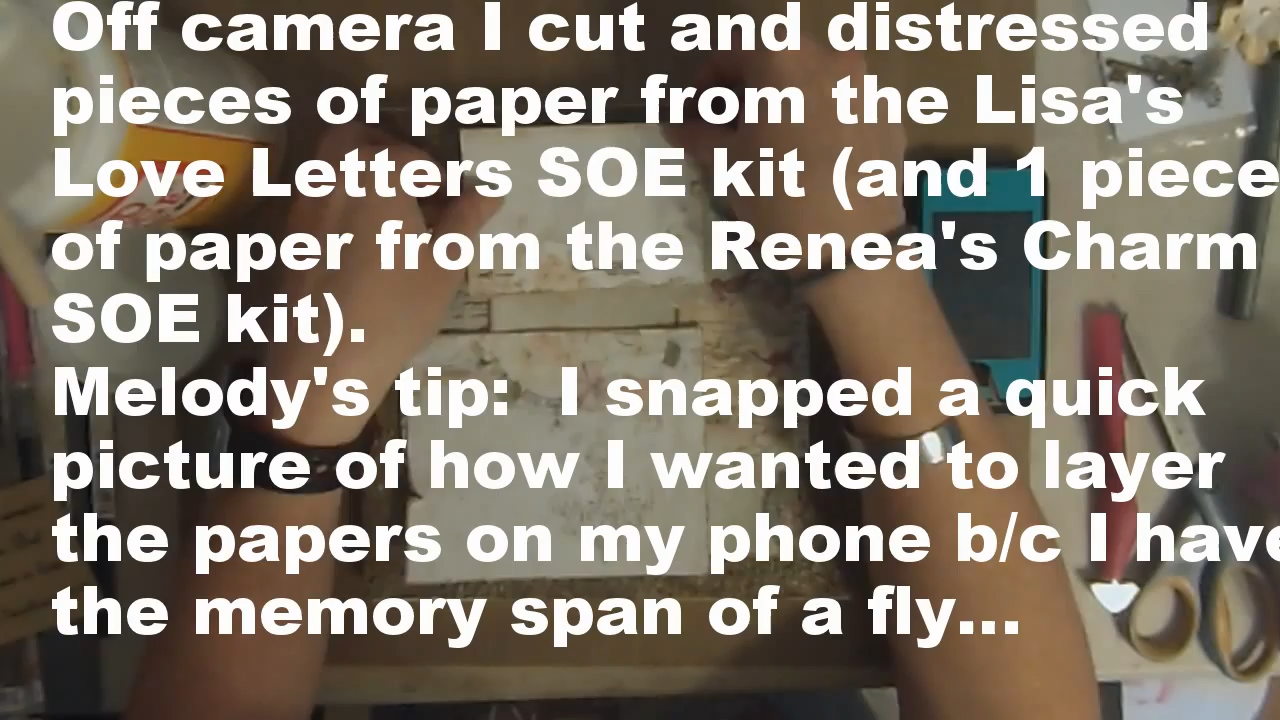 Off camera I cut and distressed
pieces of paper from the Lisa's
Love Letters SOE kit (and 1 piece
of paper from the Renea's Charm
SOE kit).
Melody's tip:  I snapped a quick
picture of how I wanted to layer
the papers on my phone b/c I have
the memory span of a fly...